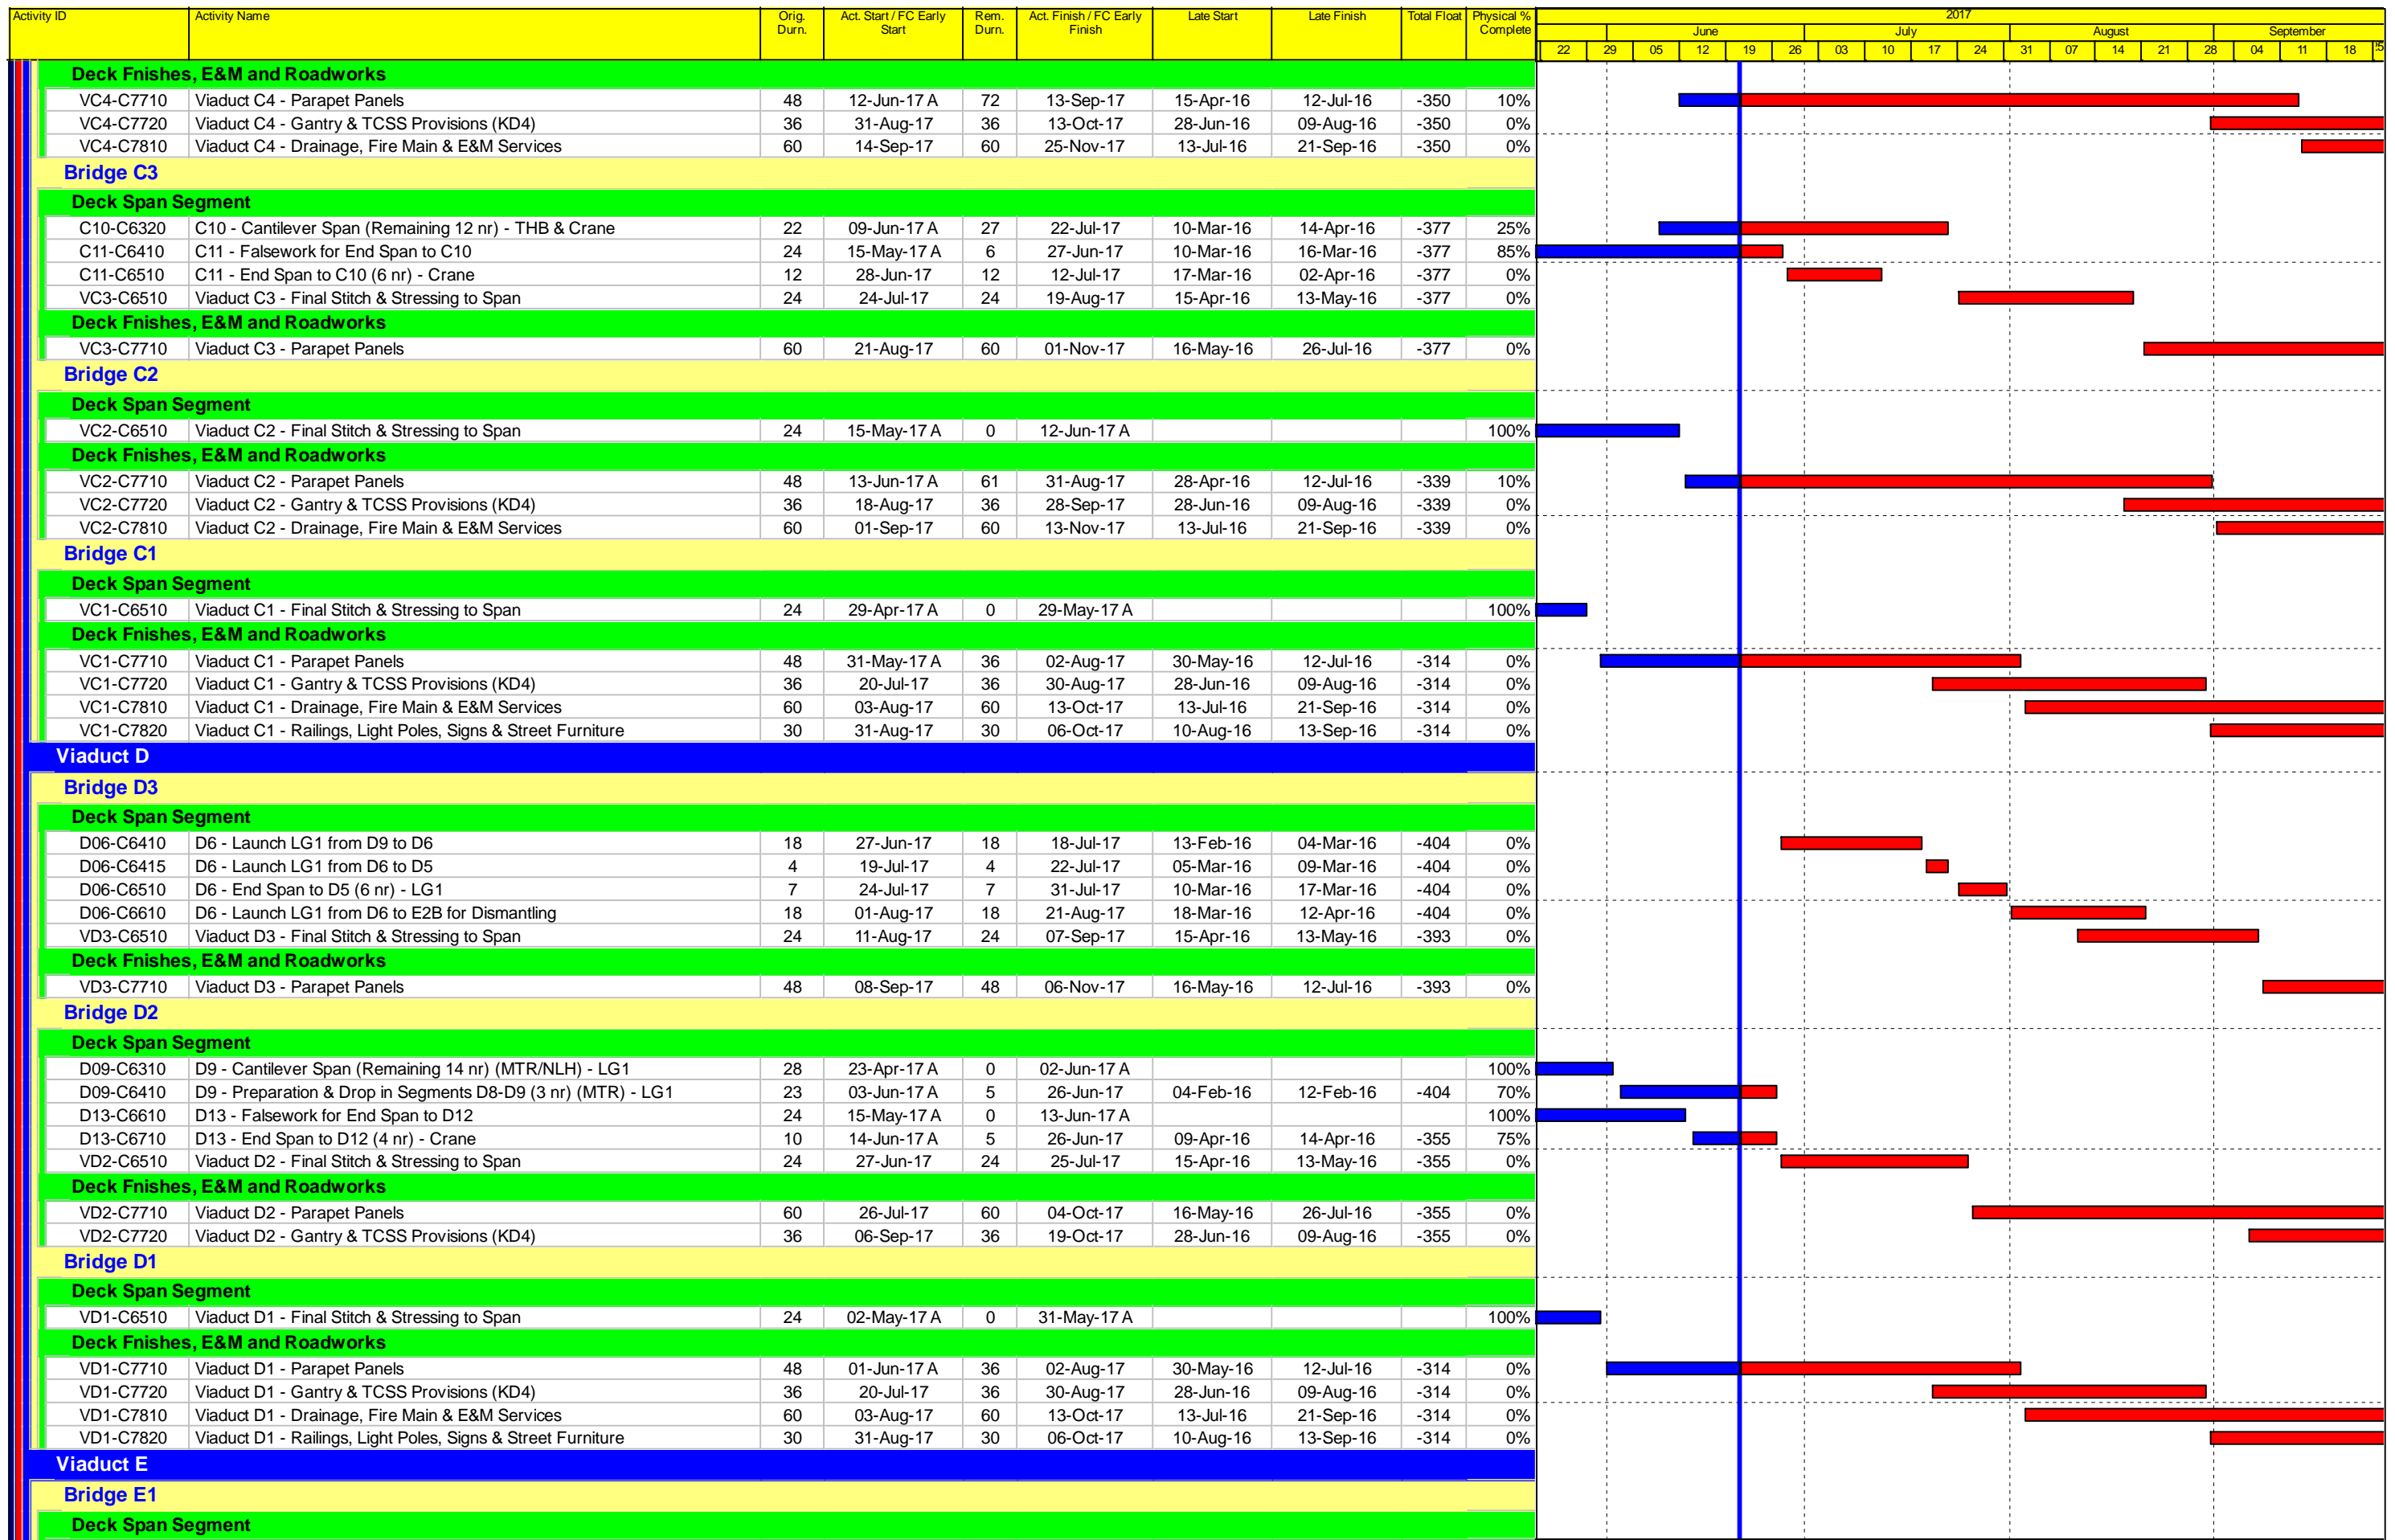 Activity ID Activity Name Orig. Durn. Act. Start / FC Early Start Rem. Durn. Act. Finish / FC Early Finish Late Start Late Finish Total Float Physical % Complete 2017
June July August September
22 29 05 12 19 26 03 10 17 24 31 07 14 21 28 04 11 18
Deck Fnishes, E&M and Roadworks
VC4-C7710 Viaduct C4 - Parapet Panels 48 12-Jun-17 A 72 13-Sep-17 15-Apr-16 12-Jul-16 -350 10%
VC4-C7720 Viaduct C4 - Gantry & TCSS Provisions (KD4) 36 31-Aug-17 36 13-Oct-17 28-Jun-16 09-Aug-16 -350 0%
VC4-C7810 Viaduct C4 - Drainage, Fire Main & E&M Services 60 14-Sep-17 60 25-Nov-17 13-Jul-16 21-Sep-16 -350 0%
Bridge C3
Deck Span Segment
C10-C6320 C10 - Cantilever Span (Remaining 12 nr) - THB & Crane 22 09-Jun-17 A 27 22-Jul-17 10-Mar-16 14-Apr-16 -377 25%
C11-C6410 C11 - Falsework for End Span to C10 24 15-May-17 A 6 27-Jun-17 10-Mar-16 16-Mar-16 -377 85%
C11-C6510 C11 - End Span to C10 (6 nr) - Crane 12 28-Jun-17 12 12-Jul-17 17-Mar-16 02-Apr-16 -377 0%
VC3-C6510 Viaduct C3 - Final Stitch & Stressing to Span 24 24-Jul-17 24 19-Aug-17 15-Apr-16 13-May-16 -377 0%
Deck Fnishes, E&M and Roadworks
VC3-C7710 Viaduct C3 - Parapet Panels 60 21-Aug-17 60 01-Nov-17 16-May-16 26-Jul-16 -377 0%
Bridge C2
Deck Span Segment
VC2-C6510 Viaduct C2 - Final Stitch & Stressing to Span 24 15-May-17 A 0 12-Jun-17 A 100%
Deck Fnishes, E&M and Roadworks
VC2-C7710 Viaduct C2 - Parapet Panels 48 13-Jun-17 A 61 31-Aug-17 28-Apr-16 12-Jul-16 -339 10%
VC2-C7720 Viaduct C2 - Gantry & TCSS Provisions (KD4) 36 18-Aug-17 36 28-Sep-17 28-Jun-16 09-Aug-16 -339 0%
VC2-C7810 Viaduct C2 - Drainage, Fire Main & E&M Services 60 01-Sep-17 60 13-Nov-17 13-Jul-16 21-Sep-16 -339 0%
Bridge C1
Deck Span Segment
VC1-C6510 Viaduct C1 - Final Stitch & Stressing to Span 24 29-Apr-17 A 0 29-May-17 A 100%
Deck Fnishes, E&M and Roadworks
VC1-C7710 Viaduct C1 - Parapet Panels 48 31-May-17 A 36 02-Aug-17 30-May-16 12-Jul-16 -314 0%
VC1-C7720 Viaduct C1 - Gantry & TCSS Provisions (KD4) 36 20-Jul-17 36 30-Aug-17 28-Jun-16 09-Aug-16 -314 0%
VC1-C7810 Viaduct C1 - Drainage, Fire Main & E&M Services 60 03-Aug-17 60 13-Oct-17 13-Jul-16 21-Sep-16 -314 0%
VC1-C7820 Viaduct C1 - Railings, Light Poles, Signs & Street Furniture 30 31-Aug-17 30 06-Oct-17 10-Aug-16 13-Sep-16 -314 0%
Viaduct D
Bridge D3
Deck Span Segment
D06-C6410 D6 - Launch LG1 from D9 to D6 18 27-Jun-17 18 18-Jul-17 13-Feb-16 04-Mar-16 -404 0%
D06-C6415 D6 - Launch LG1 from D6 to D5 4 19-Jul-17 4 22-Jul-17 05-Mar-16 09-Mar-16 -404 0%
D06-C6510 D6 - End Span to D5 (6 nr) - LG1 7 24-Jul-17 7 31-Jul-17 10-Mar-16 17-Mar-16 -404 0%
D06-C6610 D6 - Launch LG1 from D6 to E2B for Dismantling 18 01-Aug-17 18 21-Aug-17 18-Mar-16 12-Apr-16 -404 0%
VD3-C6510 Viaduct D3 - Final Stitch & Stressing to Span 24 11-Aug-17 24 07-Sep-17 15-Apr-16 13-May-16 -393 0%
Deck Fnishes, E&M and Roadworks
VD3-C7710 Viaduct D3 - Parapet Panels 48 08-Sep-17 48 06-Nov-17 16-May-16 12-Jul-16 -393 0%
Bridge D2
Deck Span Segment
D09-C6310 D9 - Cantilever Span (Remaining 14 nr) (MTR/NLH) - LG1 28 23-Apr-17 A 0 02-Jun-17 A 100%
D09-C6410 D9 - Preparation & Drop in Segments D8-D9 (3 nr) (MTR) - LG1 23 03-Jun-17 A 5 26-Jun-17 04-Feb-16 12-Feb-16 -404 70%
D13-C6610 D13 - Falsework for End Span to D12 24 15-May-17 A 0 13-Jun-17 A 100%
D13-C6710 D13 - End Span to D12 (4 nr) - Crane 10 14-Jun-17 A 5 26-Jun-17 09-Apr-16 14-Apr-16 -355 75%
VD2-C6510 Viaduct D2 - Final Stitch & Stressing to Span 24 27-Jun-17 24 25-Jul-17 15-Apr-16 13-May-16 -355 0%
Deck Fnishes, E&M and Roadworks
VD2-C7710 Viaduct D2 - Parapet Panels 60 26-Jul-17 60 04-Oct-17 16-May-16 26-Jul-16 -355 0%
VD2-C7720 Viaduct D2 - Gantry & TCSS Provisions (KD4) 36 06-Sep-17 36 19-Oct-17 28-Jun-16 09-Aug-16 -355 0%
Bridge D1
Deck Span Segment
VD1-C6510 Viaduct D1 - Final Stitch & Stressing to Span 24 02-May-17 A 0 31-May-17 A 100%
Deck Fnishes, E&M and Roadworks
VD1-C7710 Viaduct D1 - Parapet Panels 48 01-Jun-17 A 36 02-Aug-17 30-May-16 12-Jul-16 -314 0%
VD1-C7720 Viaduct D1 - Gantry & TCSS Provisions (KD4) 36 20-Jul-17 36 30-Aug-17 28-Jun-16 09-Aug-16 -314 0%
VD1-C7810 Viaduct D1 - Drainage, Fire Main & E&M Services 60 03-Aug-17 60 13-Oct-17 13-Jul-16 21-Sep-16 -314 0%
VD1-C7820 Viaduct D1 - Railings, Light Poles, Signs & Street Furniture 30 31-Aug-17 30 06-Oct-17 10-Aug-16 13-Sep-16 -314 0%
Viaduct E
Bridge E1
Deck Span Segment